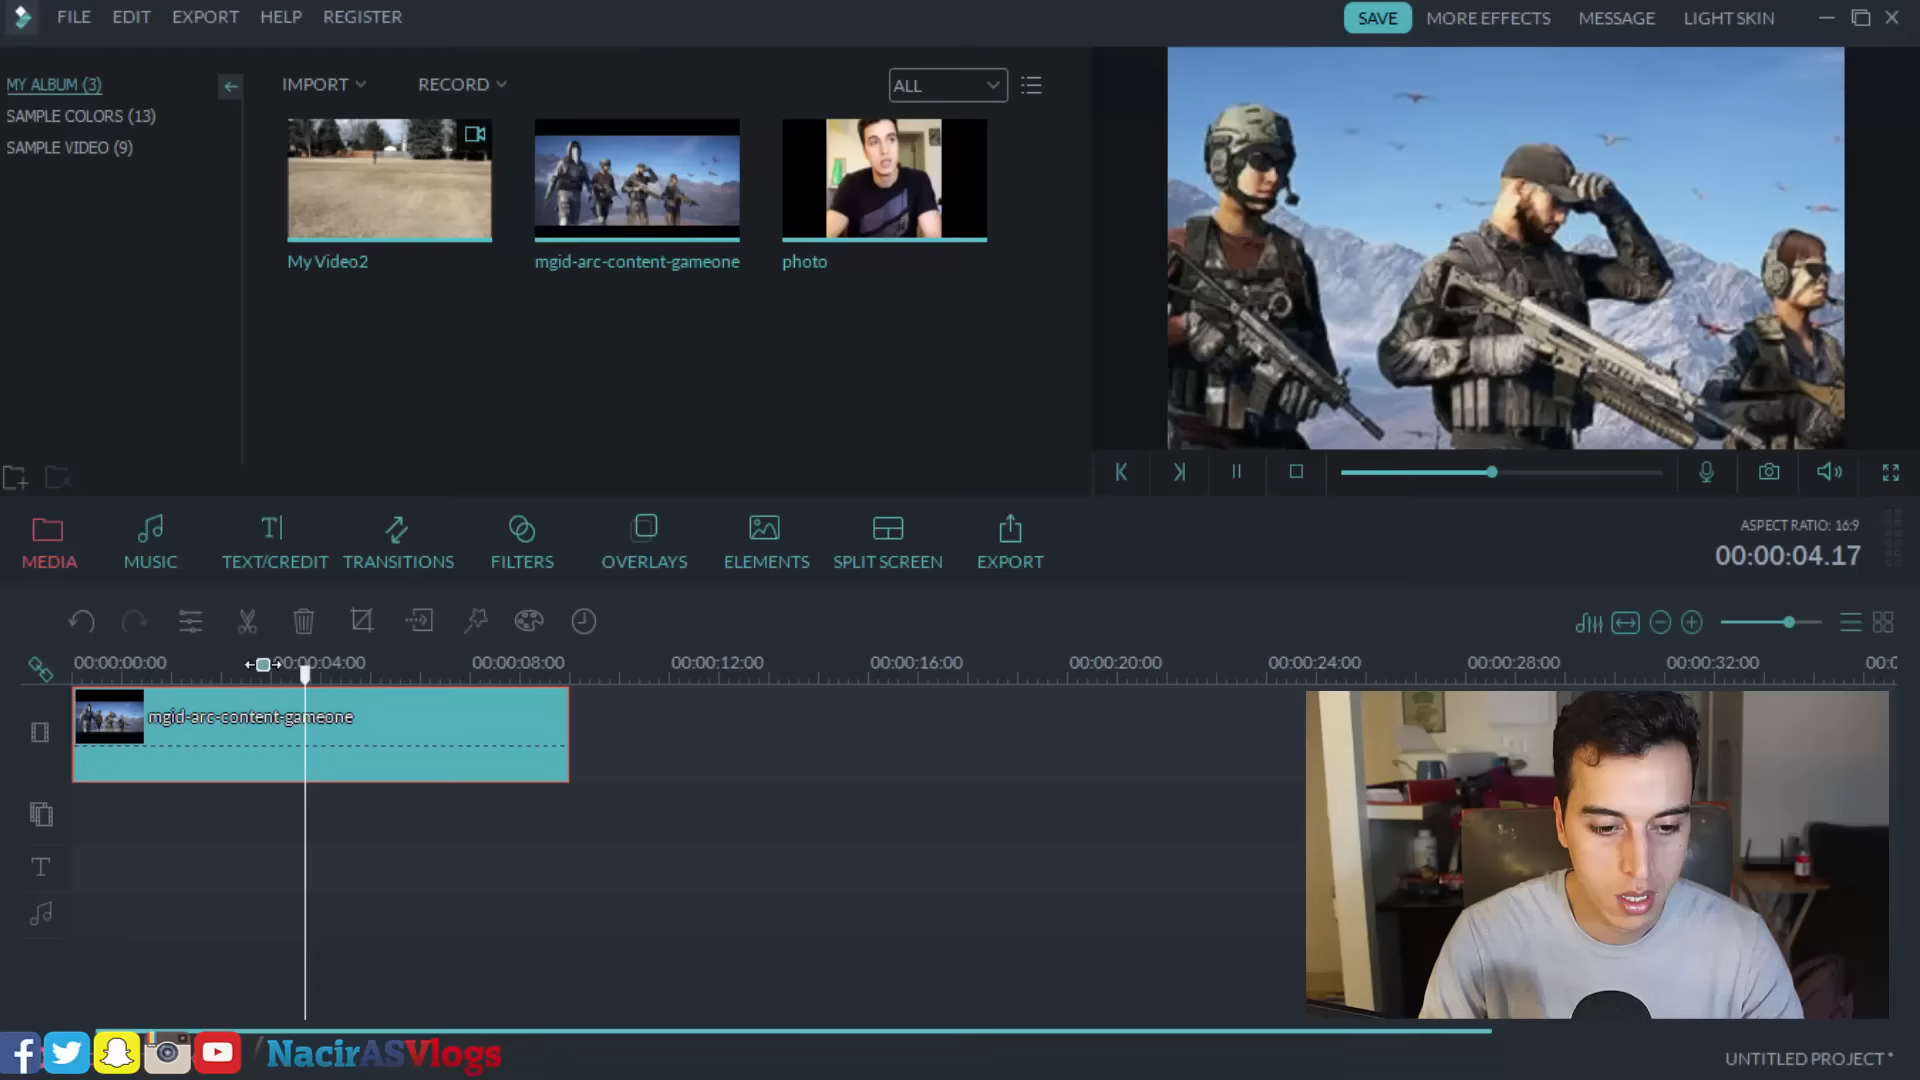 FILE EDIT EXPORT HELP REGISTER SAVE MORE EFFECTS MESSAGE LIGHT SKIN
MY ALBUM (3)
SAMPLE COLORS (13)
SAMPLE VIDEO (9)
IMPORT RECORD ALL
My Video2 mgid-arc-content-gameone photo
MEDIA MUSIC TEXT/CREDIT TRANSITIONS FILTERS OVERLAYS ELEMENTS SPLIT SCREEN EXPORT
ASPECT RATIO: 16:9
00:00:04.17
00:00:00:00 00:00:04:00 00:00:08:00 00:00:12:00 00:00:16:00 00:00:20:00 00:00:24:00 00:00:28:00 00:00:32:00
mgid-arc-content-gameone
NacirASVlogs
UNTITLED PROJECT *